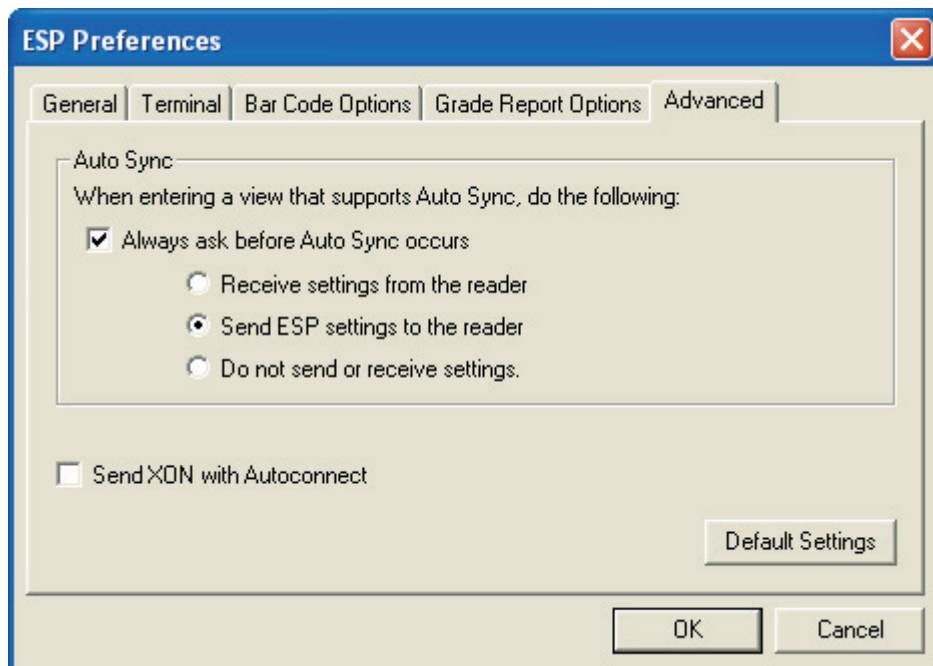 ESP Preferences
General Terminal Bar Code Options Grade Report Options Advanced
Auto Sync
When entering a view that supports Auto Sync, do the following:
Always ask before Auto Sync occurs
Receive settings from the reader
Send ESP settings to the reader
Do not send or receive settings.
Send XON with Autoconnect
Default Settings
OK Cancel